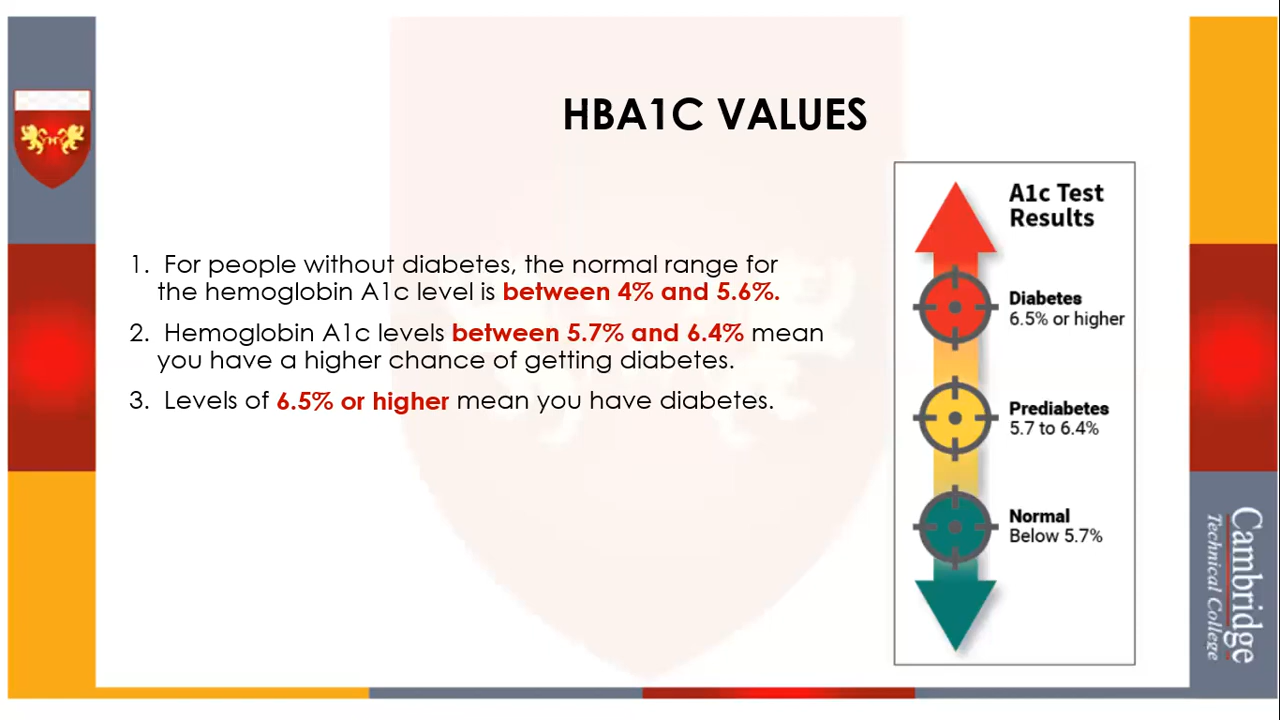 HBA1C VALUES
1. For people without diabetes, the normal range for
the hemoglobin A1c level is between 4% and 5.6%.
2. Hemoglobin A1c levels between 5.7% and 6.4% mean
you have a higher chance of getting diabetes.
3. Levels of 6.5% or higher mean you have diabetes.
A1c Test
Results
Diabetes
6.5% or higher
Prediabetes
5.7 to 6.4%
Normal
Below 5.7%
Cambridge
Technical College